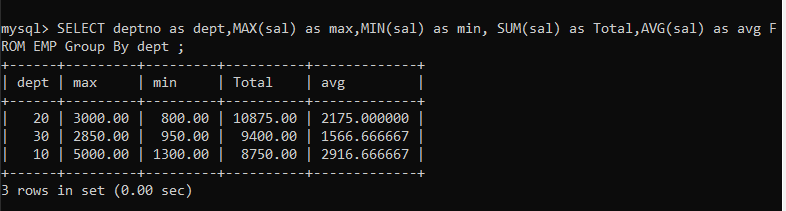 mysql> SELECT deptno as dept,MAX(sal) as max,MIN(sal) as min, SUM(sal) as Total,AVG(sal) as avg F
ROM EMP Group By dept ;
+------+---------+---------+----------+-------------+
| dept | max     | min     | Total    | avg         |
+------+---------+---------+----------+-------------+
|   20 | 3000.00 |  800.00 | 10875.00 | 2175.000000 |
|   30 | 2850.00 |  950.00 |  9400.00 | 1566.666667 |
|   10 | 5000.00 | 1300.00 |  8750.00 | 2916.666667 |
+------+---------+---------+----------+-------------+
3 rows in set (0.00 sec)